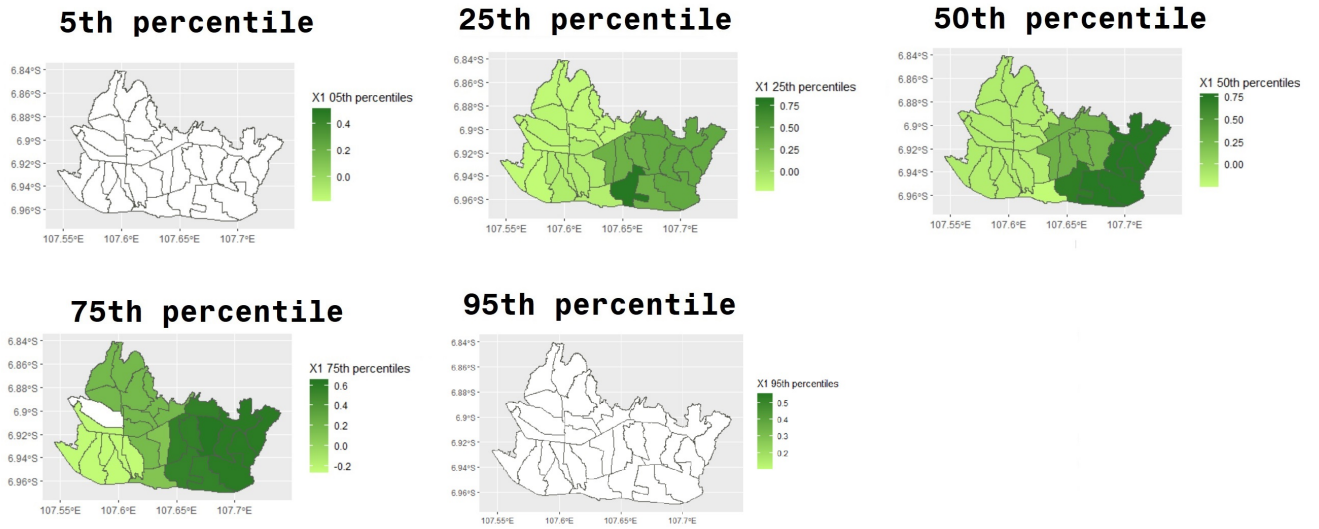 5th percentile
6.84°S
6.86°S
6.88°S
6.9°S
6.92°S
6.94°S
6.96°S
107.55°E 107.6°E 107.65°E 107.7°E
X1 05th percentiles
0.4
0.2
0.0
25th percentile
6.84°S
6.86°S
6.88°S
6.9°S
6.92°S
6.94°S
6.96°S
107.55°E 107.6°E 107.65°E 107.7°E
X1 25th percentiles
0.75
0.50
0.25
0.00
50th percentile
6.84°S
6.86°S
6.88°S
6.9°S
6.92°S
6.94°S
6.96°S
107.55°E 107.6°E 107.65°E 107.7°E
X1 50th percentiles
0.75
0.50
0.25
0.00
75th percentile
6.84°S
6.86°S
6.88°S
6.9°S
6.92°S
6.94°S
6.96°S
107.55°E 107.6°E 107.65°E 107.7°E
X1 75th percentiles
0.6
0.4
0.2
0.0
-0.2
95th percentile
6.84°S
6.86°S
6.88°S
6.9°S
6.92°S
6.94°S
6.96°S
107.55°E 107.6°E 107.65°E 107.7°E
X1 95th percentiles
0.5
0.4
0.3
0.2